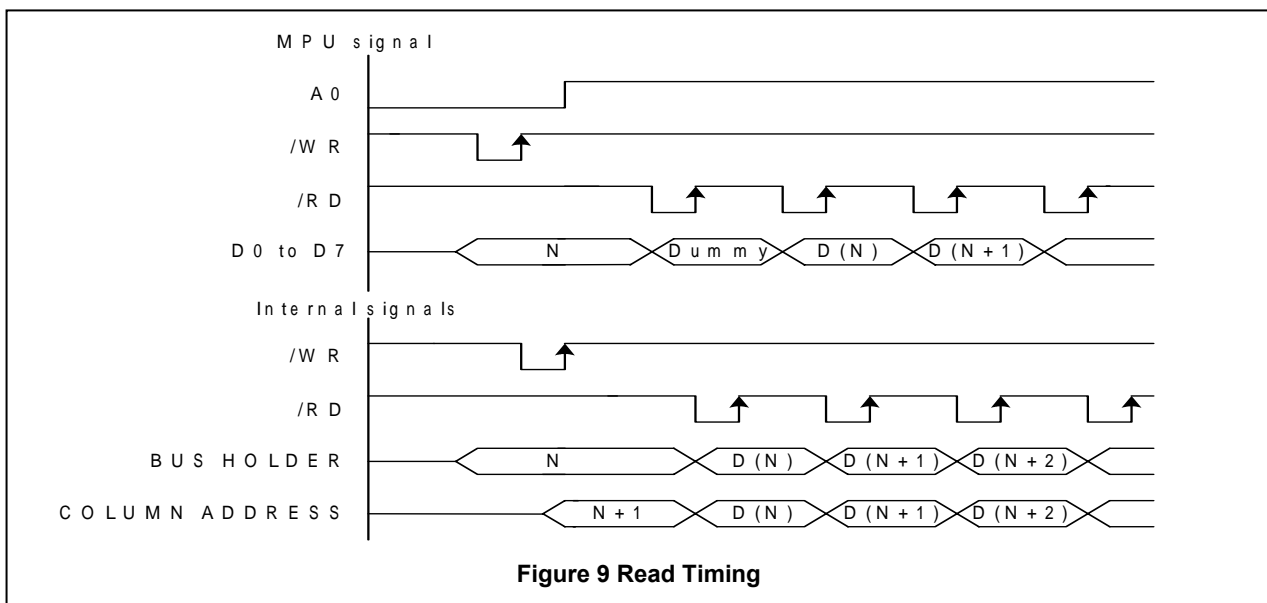 MPU signal
A0
/WR
/RD
D0 to D7 N Dummy D(N) D(N+1)
Internal signals
/WR
/RD
BUS HOLDER N D(N) D(N+1) D(N+2)
COLUMN ADDRESS N+1 D(N) D(N+1) D(N+2)
Figure 9 Read Timing